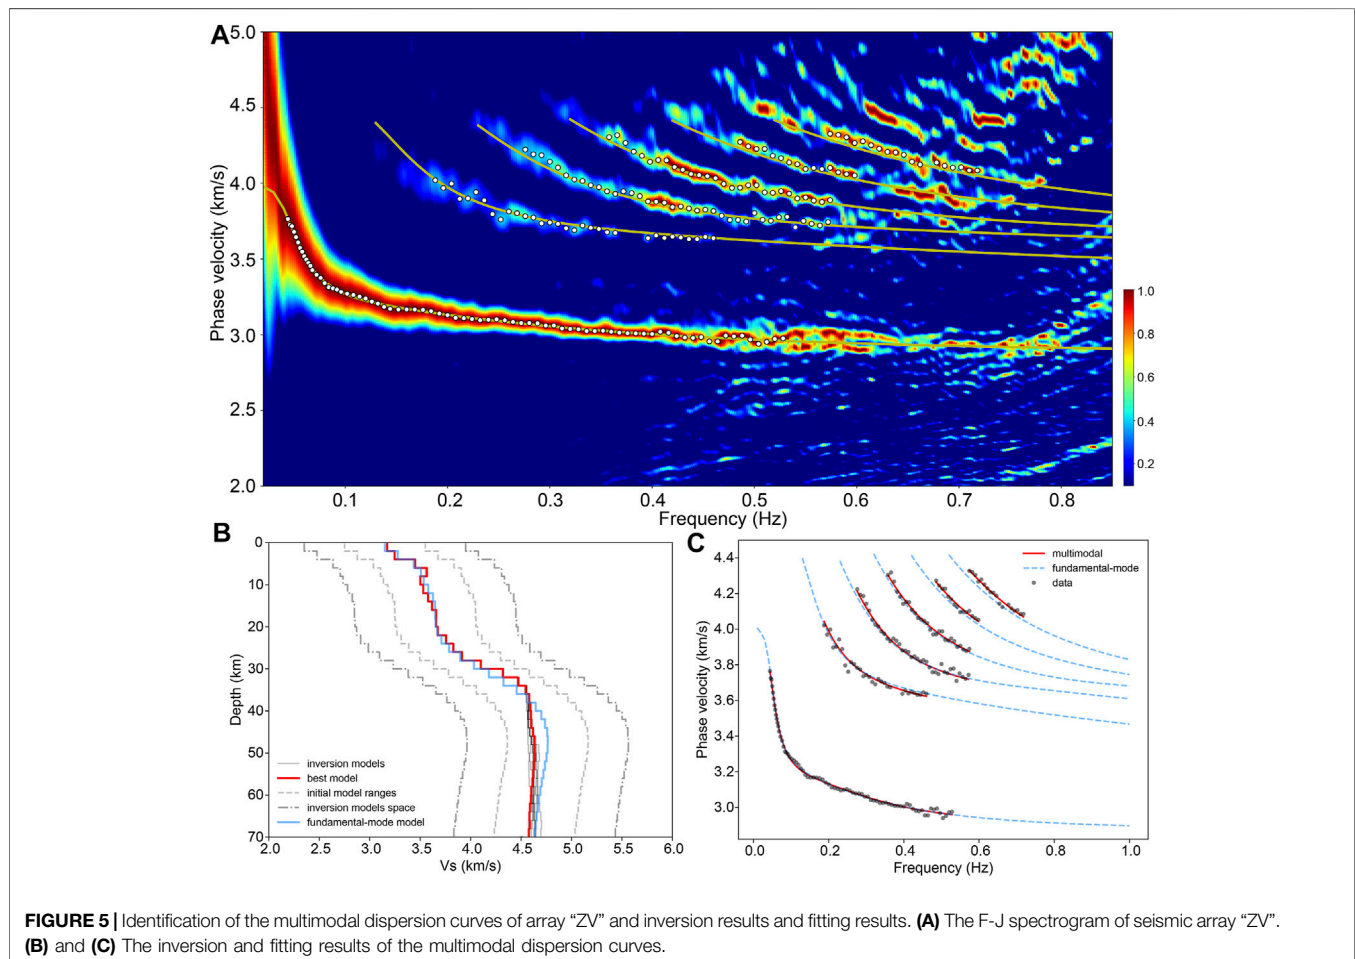 A
5.0
4.5
4.0
3.5
3.0
2.5
2.0
Phase velocity (km/s)
0.1 0.2 0.3 0.4 0.5 0.6 0.7 0.8
Frequency (Hz)
1.0
0.8
0.6
0.4
0.2
B
0
10
20
30
40
50
60
70
Depth (km)
inversion models
best model
initial model ranges
inversion models space
fundamental-mode model
2.0 2.5 3.0 3.5 4.0 4.5 5.0 5.5 6.0
Vs (km/s)
C
4.4
4.2
4.0
3.8
3.6
3.4
3.2
3.0
Phase velocity (km/s)
multimodal
fundamental-mode
data
0.0 0.2 0.4 0.6 0.8 1.0
Frequency (Hz)
FIGURE 5 | Identification of the multimodal dispersion curves of array “ZV” and inversion results and fitting results. (A) The F-J spectrogram of seismic array “ZV”.
(B) and (C) The inversion and fitting results of the multimodal dispersion curves.